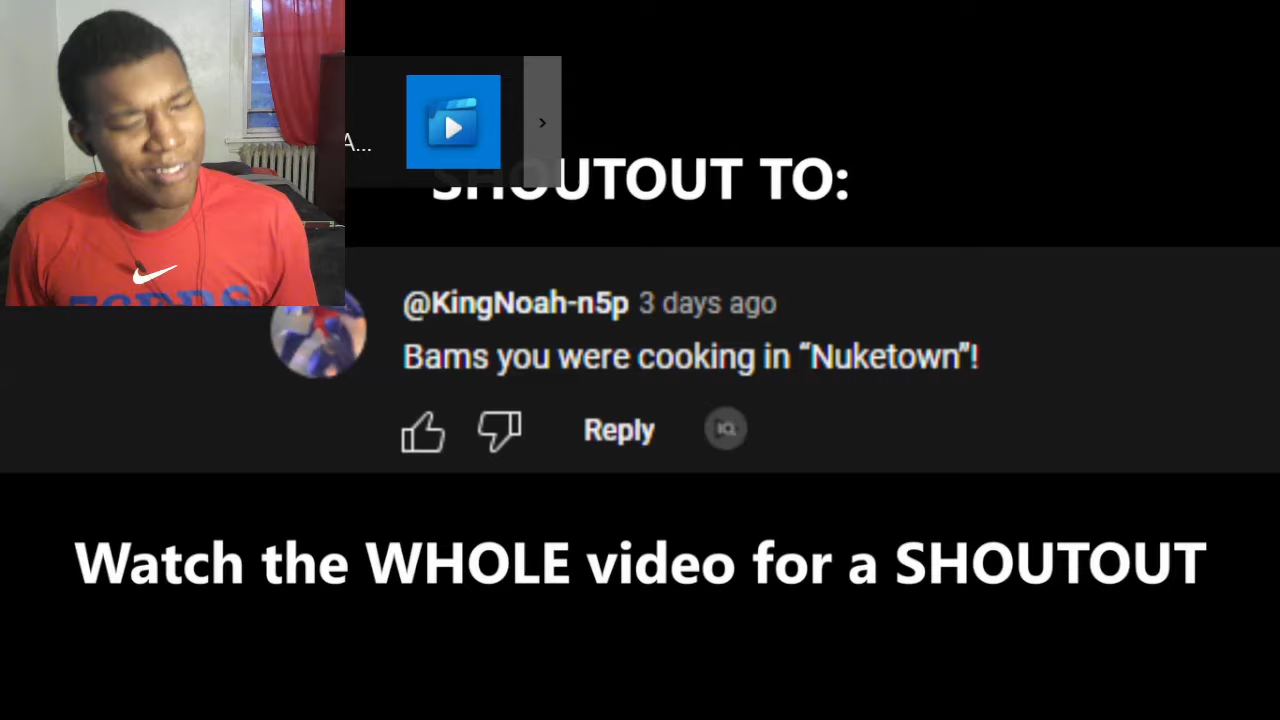 A...
SHOUTOUT TO:
@KingNoah-n5p 3 days ago
Bams you were cooking in “Nuketown”!
Reply
76ERS
Watch the WHOLE video for a SHOUTOUT